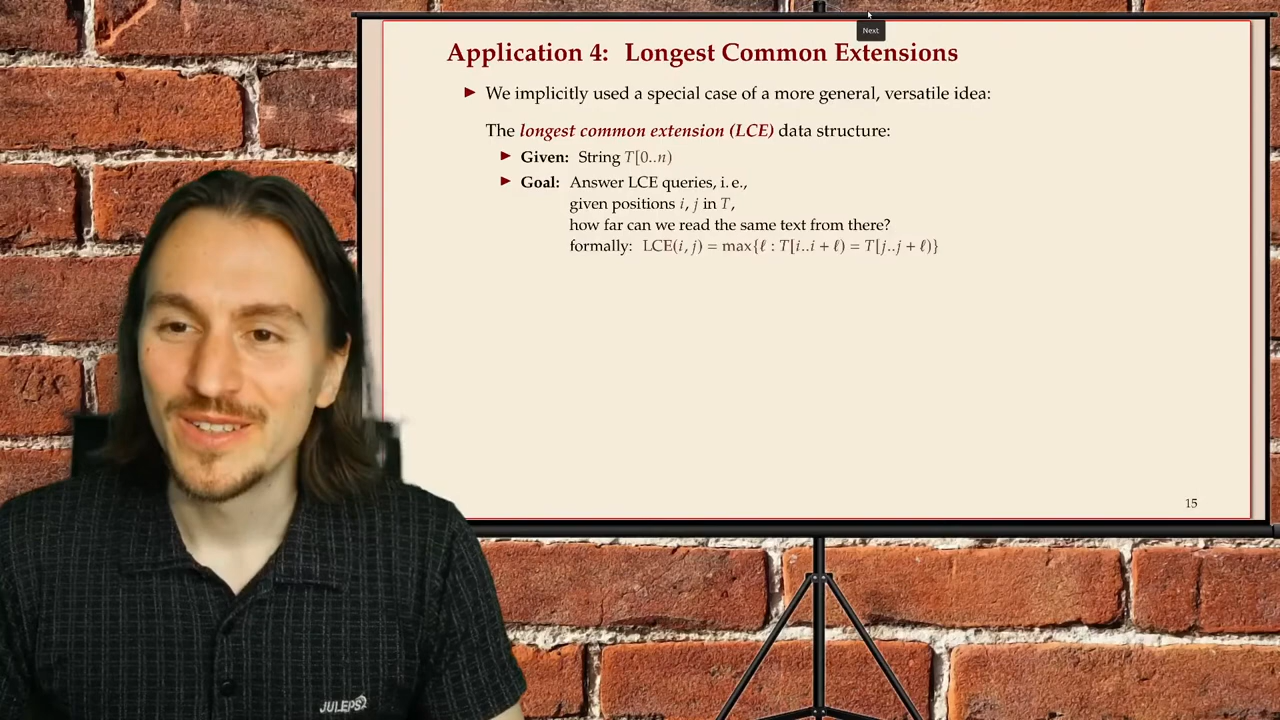 Next
Application 4: Longest Common Extensions
► We implicitly used a special case of a more general, versatile idea:
The longest common extension (LCE) data structure:
► Given: String T[0..n)
► Goal: Answer LCE queries, i. e.,
given positions i, j in T,
how far can we read the same text from there?
formally: LCE(i, j) = max{ℓ : T[i..i + ℓ) = T[j..j + ℓ)}
15
JULEPS